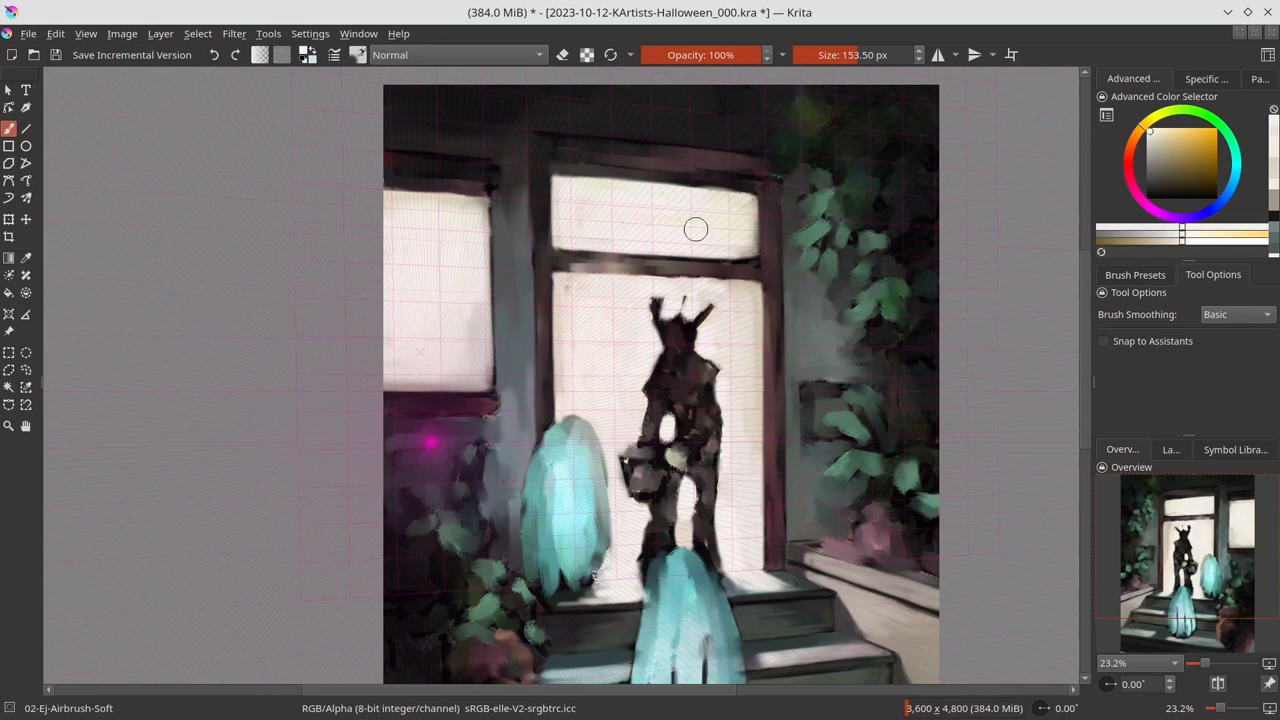 (384.0 MiB) * - [2023-10-12-KArtists-Halloween_000.kra *] — Krita
File Edit View Image Layer Select Filter Tools Settings Window Help
Save Incremental Version Normal Opacity: 100% Size: 153.50 px
Advanced ... Specific ... Pa...
Advanced Color Selector
Brush Presets Tool Options
Tool Options
Brush Smoothing: Basic
Snap to Assistants
Overv... La... Symbol Libra...
Overview
23.2%
0.00°
02-Ej-Airbrush-Soft RGB/Alpha (8-bit integer/channel) sRGB-elle-V2-srgbtrc.icc 3,600 x 4,800 (384.0 MiB) 0.00° 23.2%